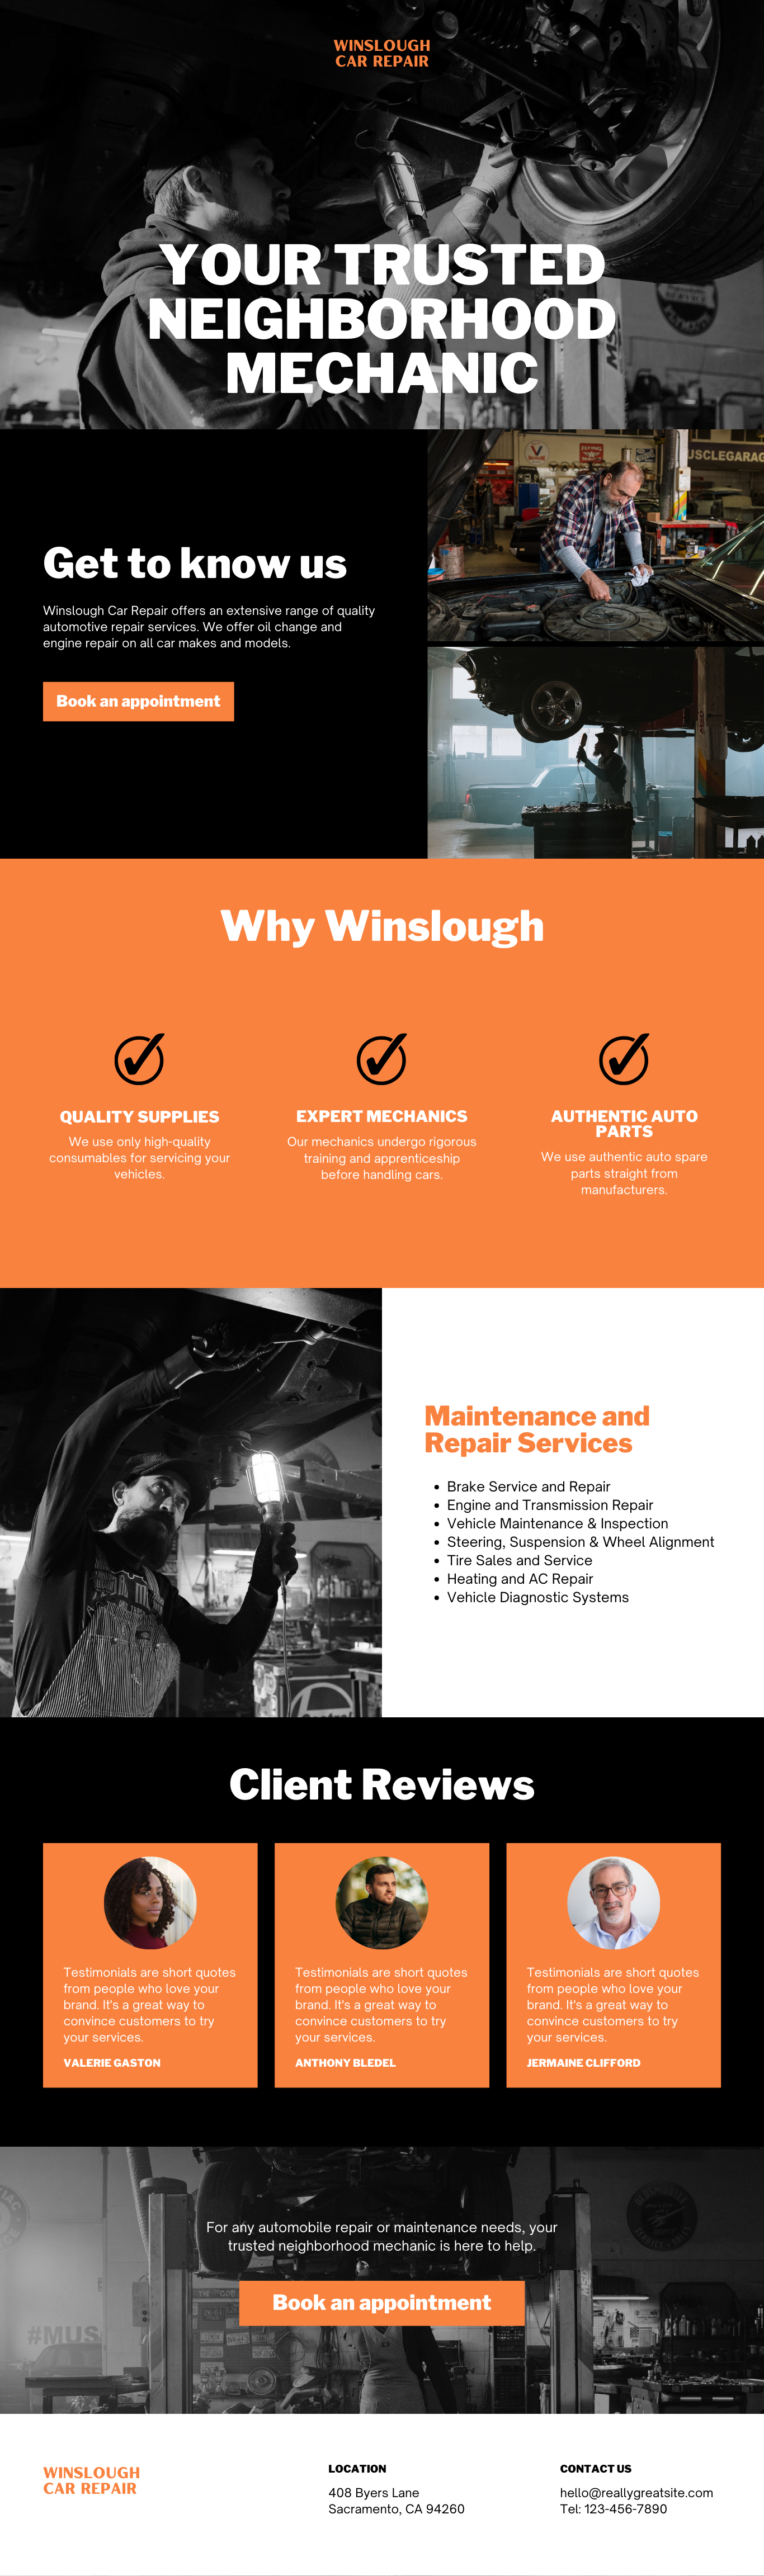 WINSLOUGH
CAR REPAIR
YOUR TRUSTED
NEIGHBORHOOD
MECHANIC
Get to know us
Winslough Car Repair offers an extensive range of quality
automotive repair services. We offer oil change and
engine repair on all car makes and models.
Book an appointment
USCLEGARAG
Why Winslough
QUALITY SUPPLIES
We use only high-quality
consumables for servicing your
vehicles.
EXPERT MECHANICS
Our mechanics undergo rigorous
training and apprenticeship
before handling cars.
AUTHENTIC AUTO
PARTS
We use authentic auto spare
parts straight from
manufacturers.
Maintenance and
Repair Services
• Brake Service and Repair
• Engine and Transmission Repair
• Vehicle Maintenance & Inspection
• Steering, Suspension & Wheel Alignment
• Tire Sales and Service
• Heating and AC Repair
• Vehicle Diagnostic Systems
Client Reviews
Testimonials are short quotes
from people who love your
brand. It's a great way to
convince customers to try
your services.
VALERIE GASTON
Testimonials are short quotes
from people who love your
brand. It's a great way to
convince customers to try
your services.
ANTHONY BLEDEL
Testimonials are short quotes
from people who love your
brand. It's a great way to
convince customers to try
your services.
JERMAINE CLIFFORD
For any automobile repair or maintenance needs, your
trusted neighborhood mechanic is here to help.
Book an appointment
#MUS
WINSLOUGH
CAR REPAIR
LOCATION
408 Byers Lane
Sacramento, CA 94260
CONTACT US
hello@reallygreatsite.com
Tel: 123-456-7890